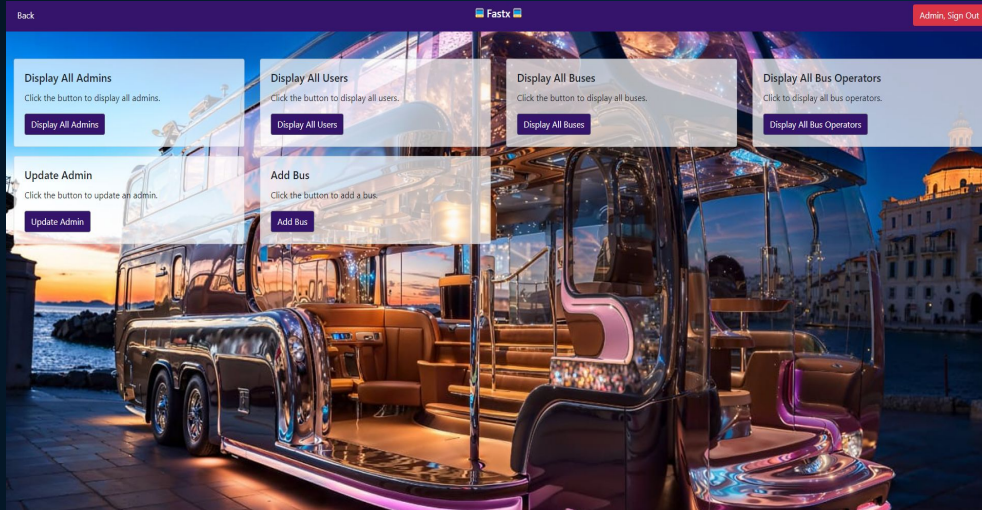 Back
Fastx
Admin, Sign Out
Display All Admins
Click the button to display all admins.
Display All Admins
Display All Users
Click the button to display all users.
Display All Users
Display All Buses
Click the button to display all buses.
Display All Buses
Display All Bus Operators
Click to display all bus operators.
Display All Bus Operators
Update Admin
Click the button to update an admin.
Update Admin
Add Bus
Click the button to add a bus.
Add Bus